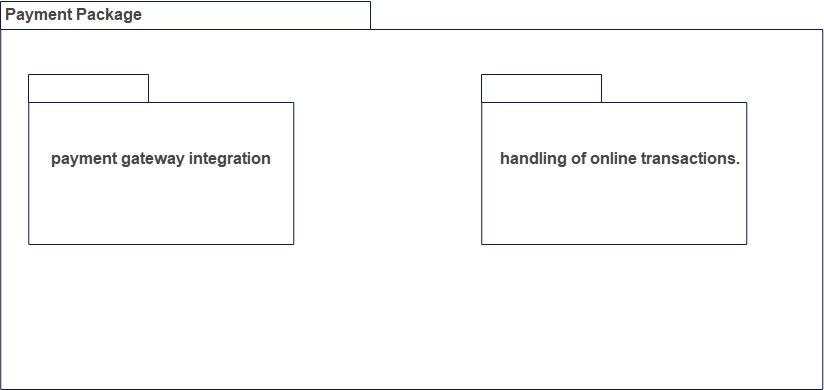 Payment Package
payment gateway integration
handling of online transactions.